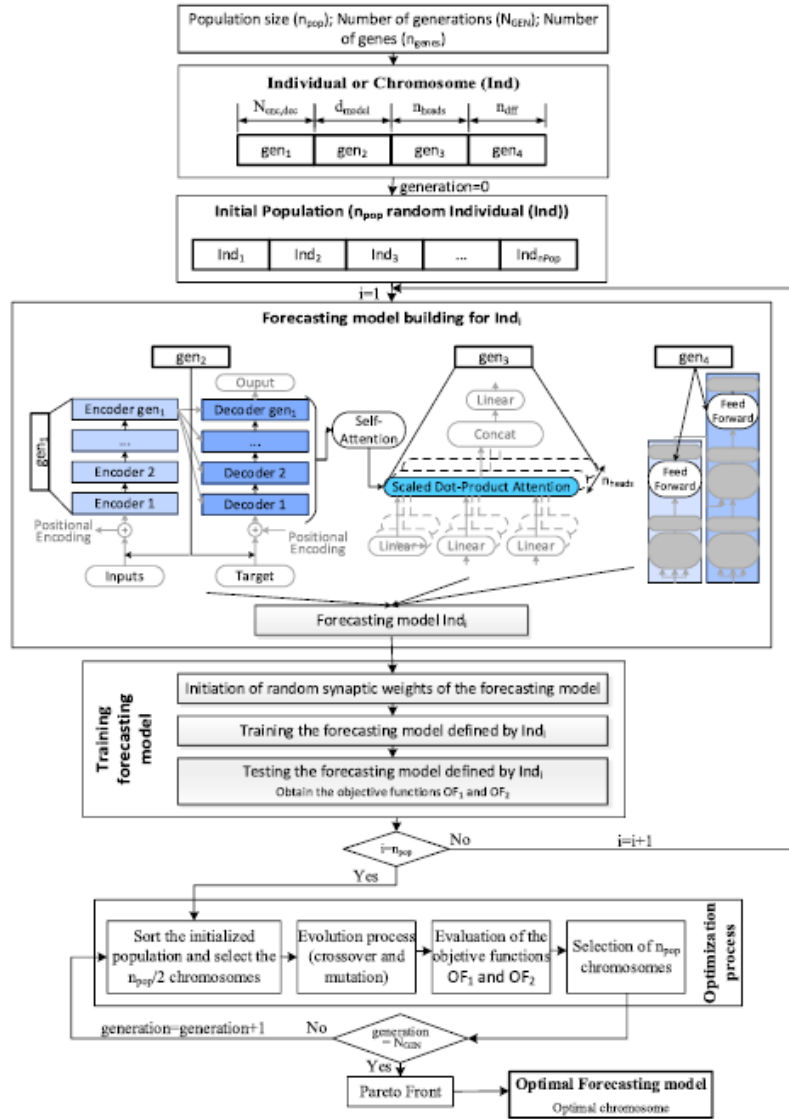 Population size (npop); Number of generations (NGEN); Number
of genes (ngenes)
Individual or Chromosome (Ind)
Nenc,dec dmodel nheads ndff
gen1 gen2 gen3 gen4
generation=0
Initial Population (npop random Individual (Ind))
Ind1 Ind2 Ind3 ... IndnPop
i=1
Forecasting model building for Indi
gen2
gen3
gen4
Ouput
gen1
Encoder gen1
...
Encoder 2
Encoder 1
Decoder gen1
...
Decoder 2
Decoder 1
Positional
Encoding
Positional
Encoding
Inputs
Target
Self-
Attention
Linear
Concat
Scaled Dot-Product Attention
nheads
Linear Linear Linear
Feed
Forward
Feed
Forward
Forecasting model Indi
Training
forecasting
model
Initiation of random synaptic weights of the forecasting model
Training the forecasting model defined by Indi
Testing the forecasting model defined by Indi
Obtain the objective functions OF1 and OF2
i=npop
No
i=i+1
Yes
Sort the initialized
population and select the
npop/2 chromosomes
Evolution process
(crossover and
mutation)
Evaluation of the
objetive functions
OF1 and OF2
Selection of npop
chromosomes
Optimization
process
generation=generation+1
No
generation
= NGEN
Yes
Pareto Front
Optimal Forecasting model
Optimal chromosome